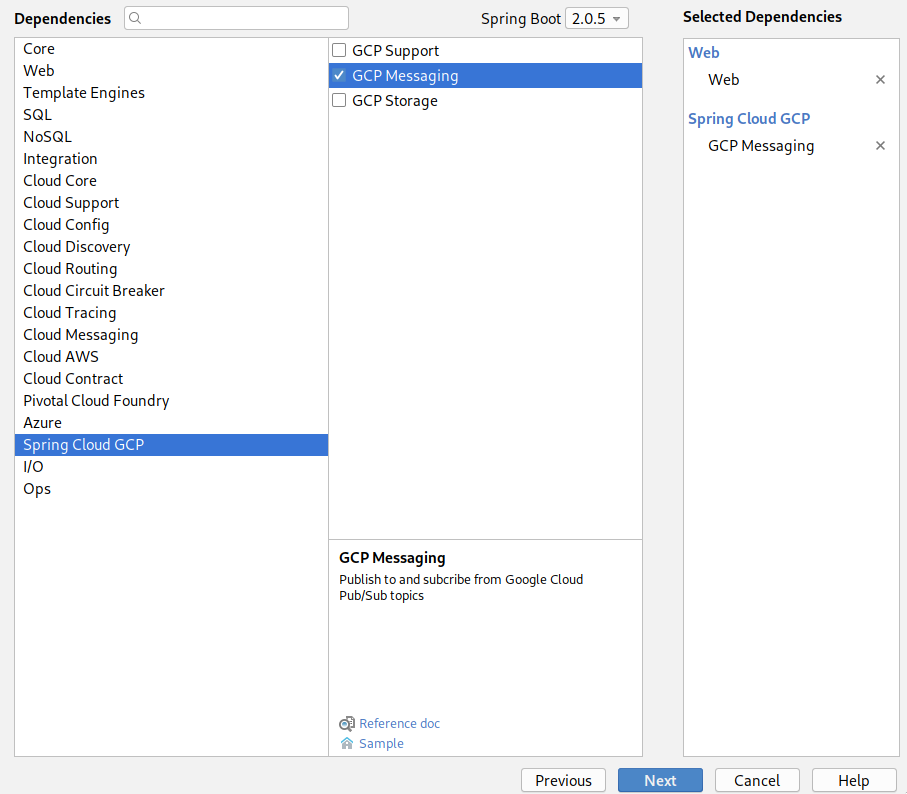 Dependencies
Spring Boot 2.0.5
Selected Dependencies
Core
Web
Template Engines
SQL
NoSQL
Integration
Cloud Core
Cloud Support
Cloud Config
Cloud Discovery
Cloud Routing
Cloud Circuit Breaker
Cloud Tracing
Cloud Messaging
Cloud AWS
Cloud Contract
Pivotal Cloud Foundry
Azure
Spring Cloud GCP
I/O
Ops
GCP Support
GCP Messaging
GCP Storage
GCP Messaging
Publish to and subcribe from Google Cloud
Pub/Sub topics
Reference doc
Sample
Web
Web
Spring Cloud GCP
GCP Messaging
Previous
Next
Cancel
Help